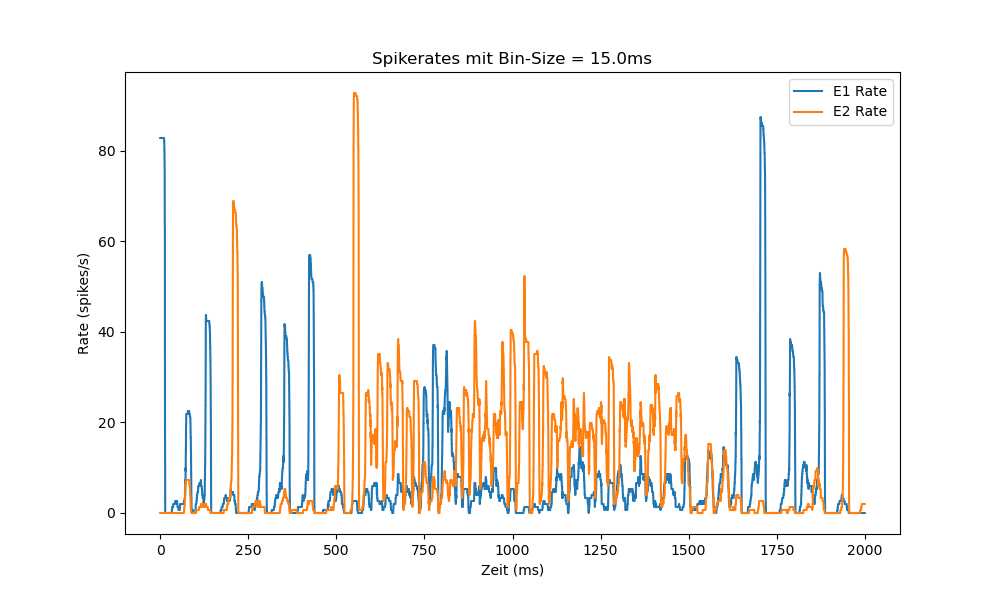 Spikerates mit Bin-Size = 15.0ms
E1 Rate
E2 Rate
80
60
40
20
0
Rate (spikes/s)
0 250 500 750 1000 1250 1500 1750 2000
Zeit (ms)